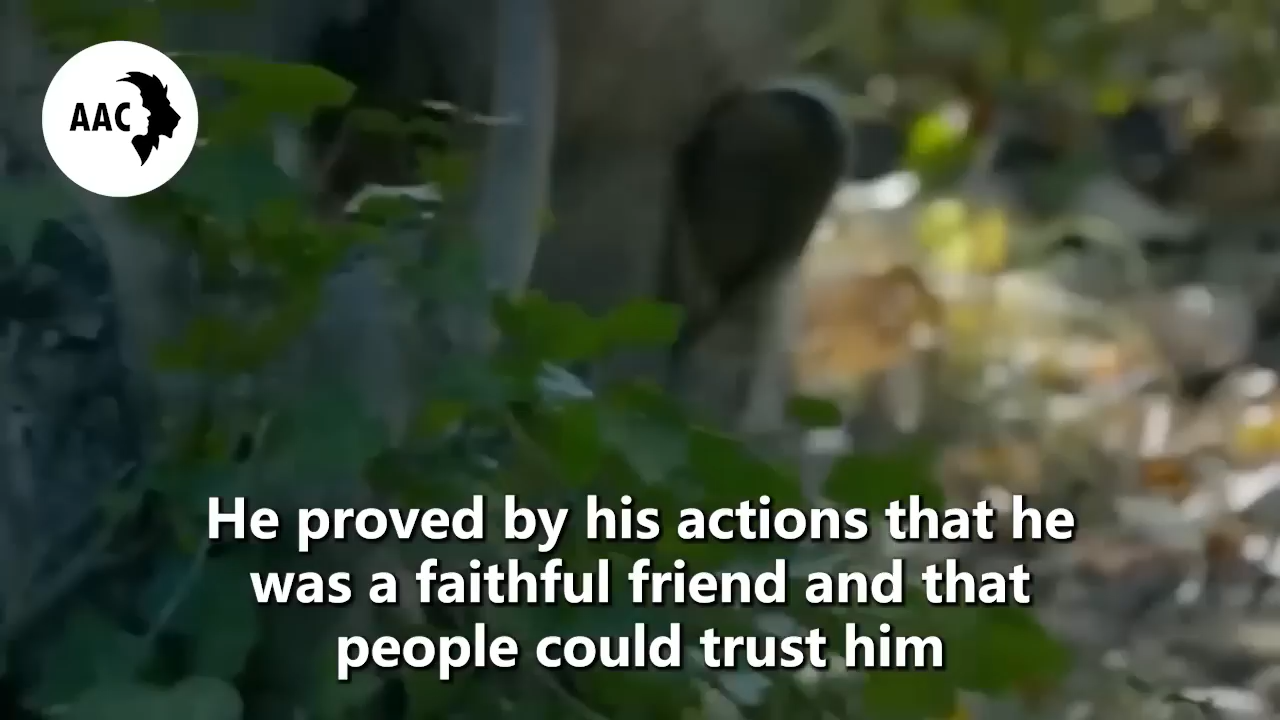 AAC
He proved by his actions that he
was a faithful friend and that
people could trust him